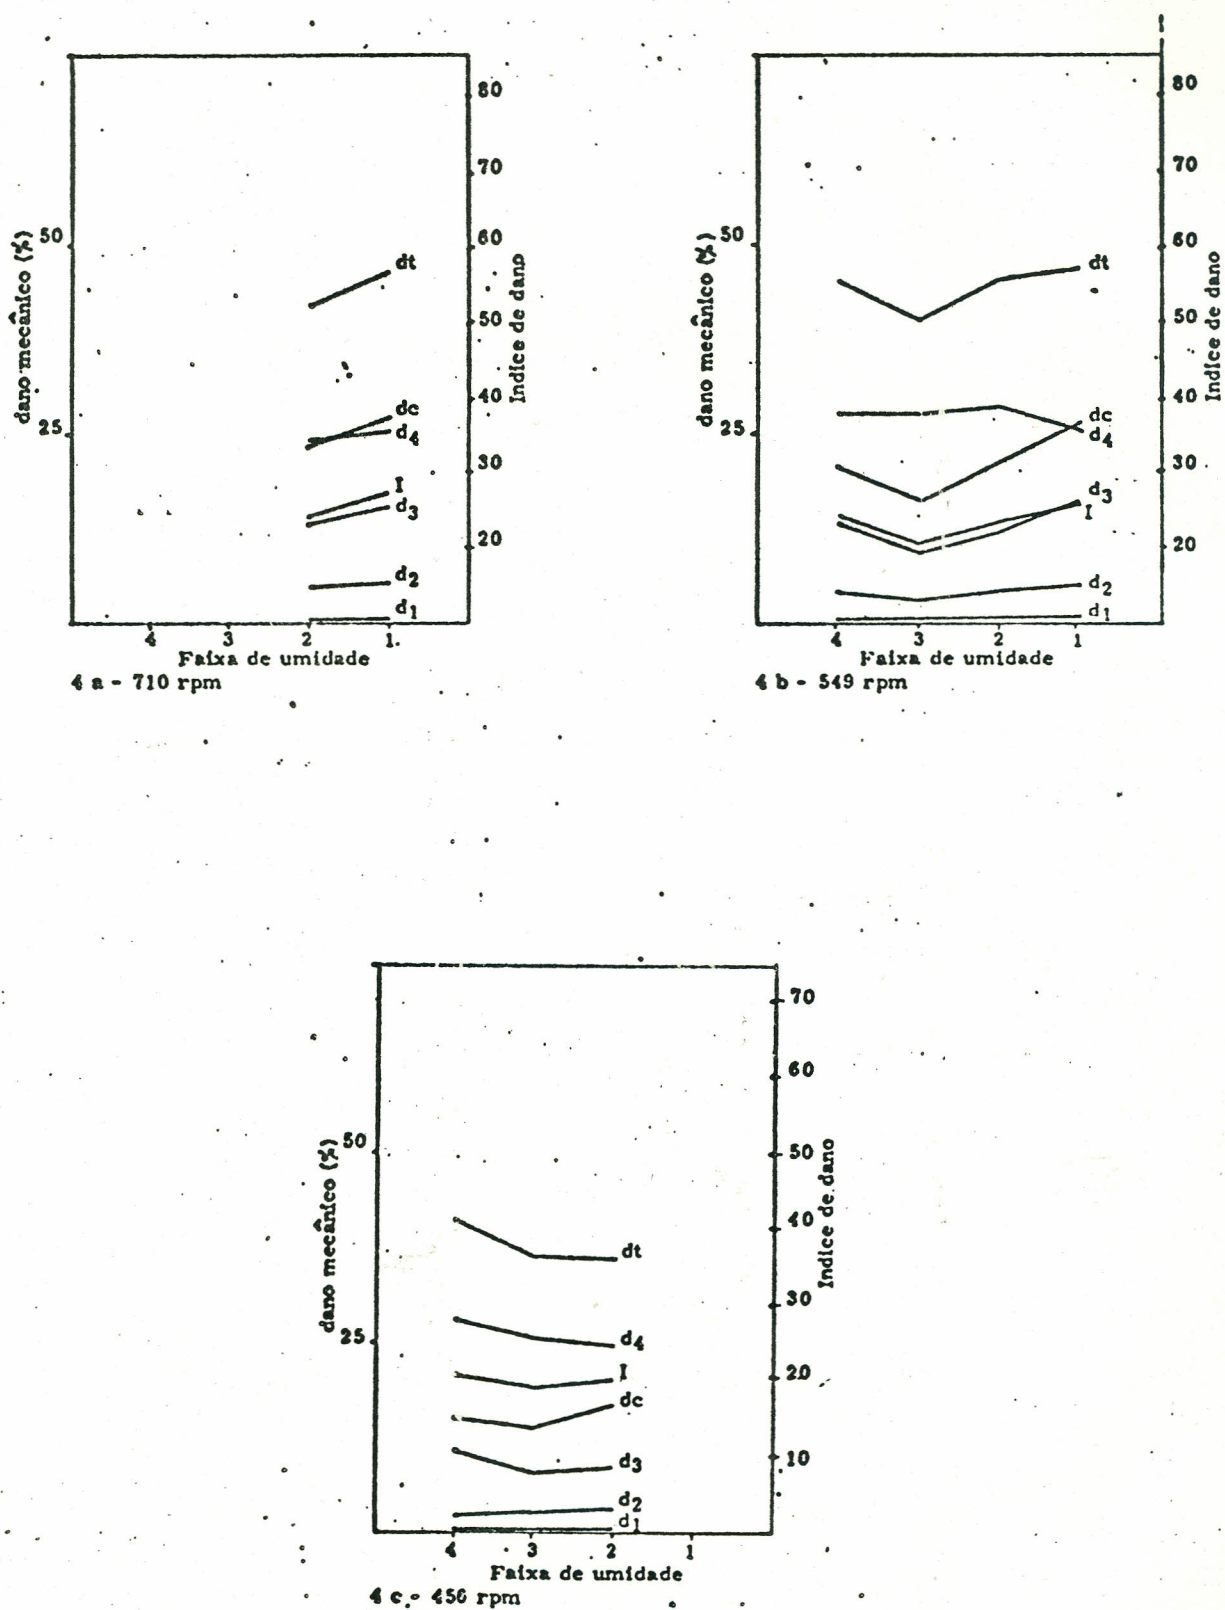 80
70
60
50
40
30
20
50
25
dano mecânico (%)
Indice de dano
dt
dc
d4
I
d3
d2
d1
4 3 2 1
Faixa de umidade
4 a - 710 rpm
80
70
60
50
40
30
20
50
25
dano mecânico (%)
Indice de dano
dt
dc
d4
d3
I
d2
d1
4 3 2 1
Faixa de umidade
4 b - 549 rpm
70
60
50
40
30
20
10
50
25
dano mecânico (%)
Indice de dano
dt
d4
I
dc
d3
d2
d1
4 3 2 1
Faixa de umidade
4 c - 456 rpm